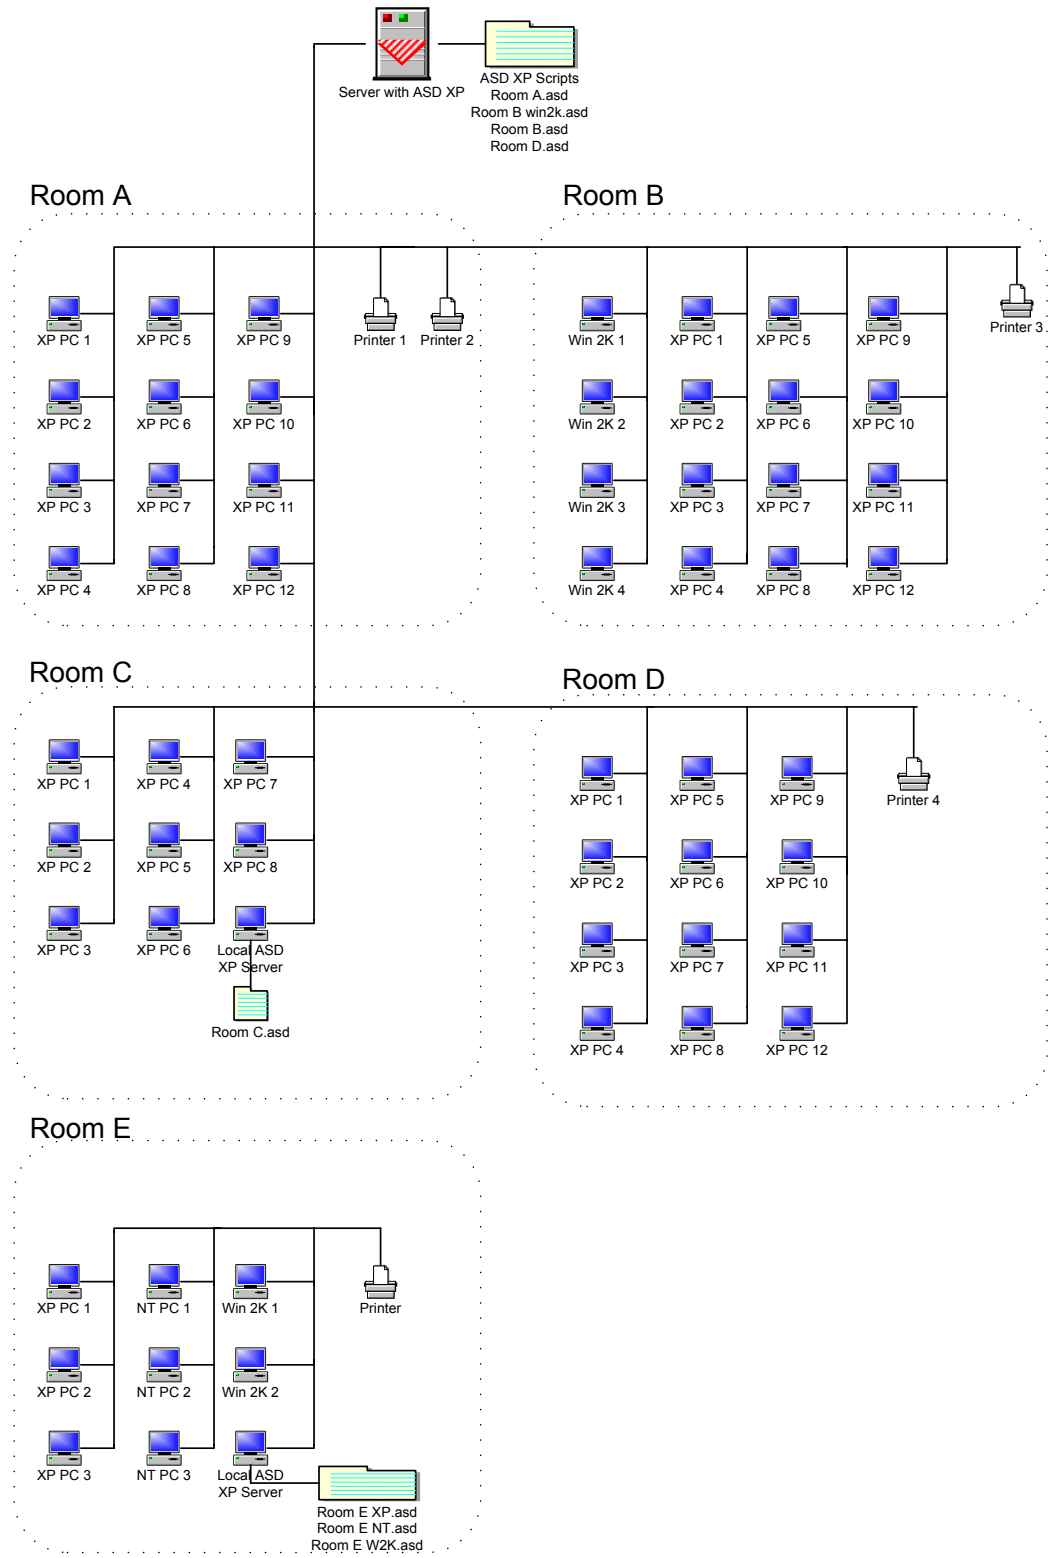 Server with ASD XP
ASD XP Scripts
Room A.asd
Room B win2k.asd
Room B.asd
Room D.asd
Room A
XP PC 1
XP PC 5
XP PC 9
Printer 1
Printer 2
XP PC 2
XP PC 6
XP PC 10
XP PC 3
XP PC 7
XP PC 11
XP PC 4
XP PC 8
XP PC 12
Room B
Win 2K 1
XP PC 1
XP PC 5
XP PC 9
Printer 3
Win 2K 2
XP PC 2
XP PC 6
XP PC 10
Win 2K 3
XP PC 3
XP PC 7
XP PC 11
Win 2K 4
XP PC 4
XP PC 8
XP PC 12
Room C
XP PC 1
XP PC 4
XP PC 7
XP PC 2
XP PC 5
XP PC 8
XP PC 3
XP PC 6
Local ASD
XP Server
Room C.asd
Room D
XP PC 1
XP PC 5
XP PC 9
Printer 4
XP PC 2
XP PC 6
XP PC 10
XP PC 3
XP PC 7
XP PC 11
XP PC 4
XP PC 8
XP PC 12
Room E
XP PC 1
NT PC 1
Win 2K 1
Printer
XP PC 2
NT PC 2
Win 2K 2
XP PC 3
NT PC 3
Local ASD
XP Server
Room E XP.asd
Room E NT.asd
Room E W2K.asd